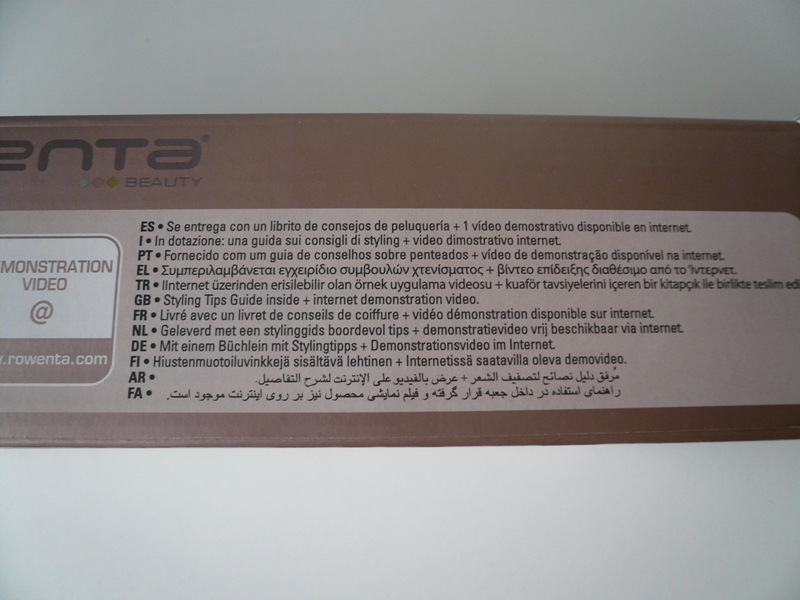 enta®
BEAUTY
MONSTRATION
VIDEO
@
.rowenta.com
ES • Se entrega con un librito de consejos de peluquería + 1 vídeo demostrativo disponible en internet.
I • In dotazione: una guida sui consigli di styling + video dimostrativo internet.
PT • Fornecido com um guia de conselhos sobre penteados + vídeo de demonstração disponível na internet.
EL • Συμπεριλαμβάνεται εγχειρίδιο συμβουλών χτενίσματος + βίντεο επίδειξης διαθέσιμο από το Ίντερνετ.
TR • IInternet üzerinden erisilebilir olan örnek uygulama videosu + kuaför tavsiyelerini içeren bir kitapçık ile birlikte teslim edi
GB • Styling Tips Guide inside + internet demonstration video.
FR • Livré avec un livret de conseils de coiffure + vidéo démonstration disponible sur internet.
NL • Geleverd met een stylinggids boordevol tips + demonstratievideo vrij beschikbaar via internet.
DE • Mit einem Büchlein mit Stylingtipps + Demonstrationsvideo im Internet.
FI • Hiustenmuotoiluvinkkejä sisältävä lehtinen + Internetissä saatavilla oleva demovideo.
AR • مُرفق دليل نصائح لتصفيف الشعر + عرض بالفيديو على الإنترنت لشرح التفاصيل.
FA • راهنمای استفاده در داخل جعبه قرار گرفته و فیلم نمایشی محصول نیز بر روی اینترنت موجود است.